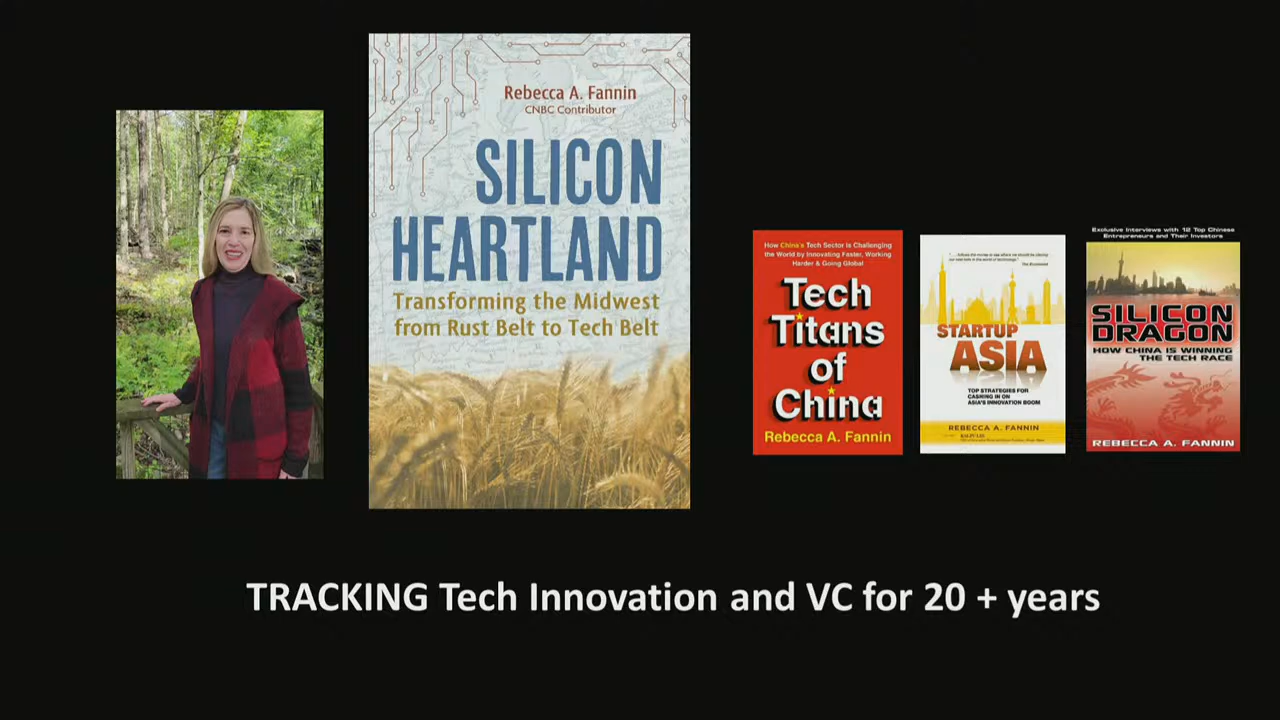 Rebecca A. Fannin
CNBC Contributor
SILICON
HEARTLAND
Transforming the Midwest
from Rust Belt to Tech Belt
How China's Tech Sector Is Challenging
the World by Innovating Faster, Working
Harder & Going Global
Tech
Titans
of
China
Rebecca A. Fannin
STARTUP
ASIA
TOP STRATEGIES FOR
CASHING IN ON
ASIA'S INNOVATION BOOM
REBECCA A. FANNIN
Exclusive Interviews with 12 Top Chinese
Entrepreneurs and Their Investors
SILICON
DRAGON
HOW CHINA IS WINNING
THE TECH RACE
REBECCA A. FANNIN
TRACKING Tech Innovation and VC for 20 + years